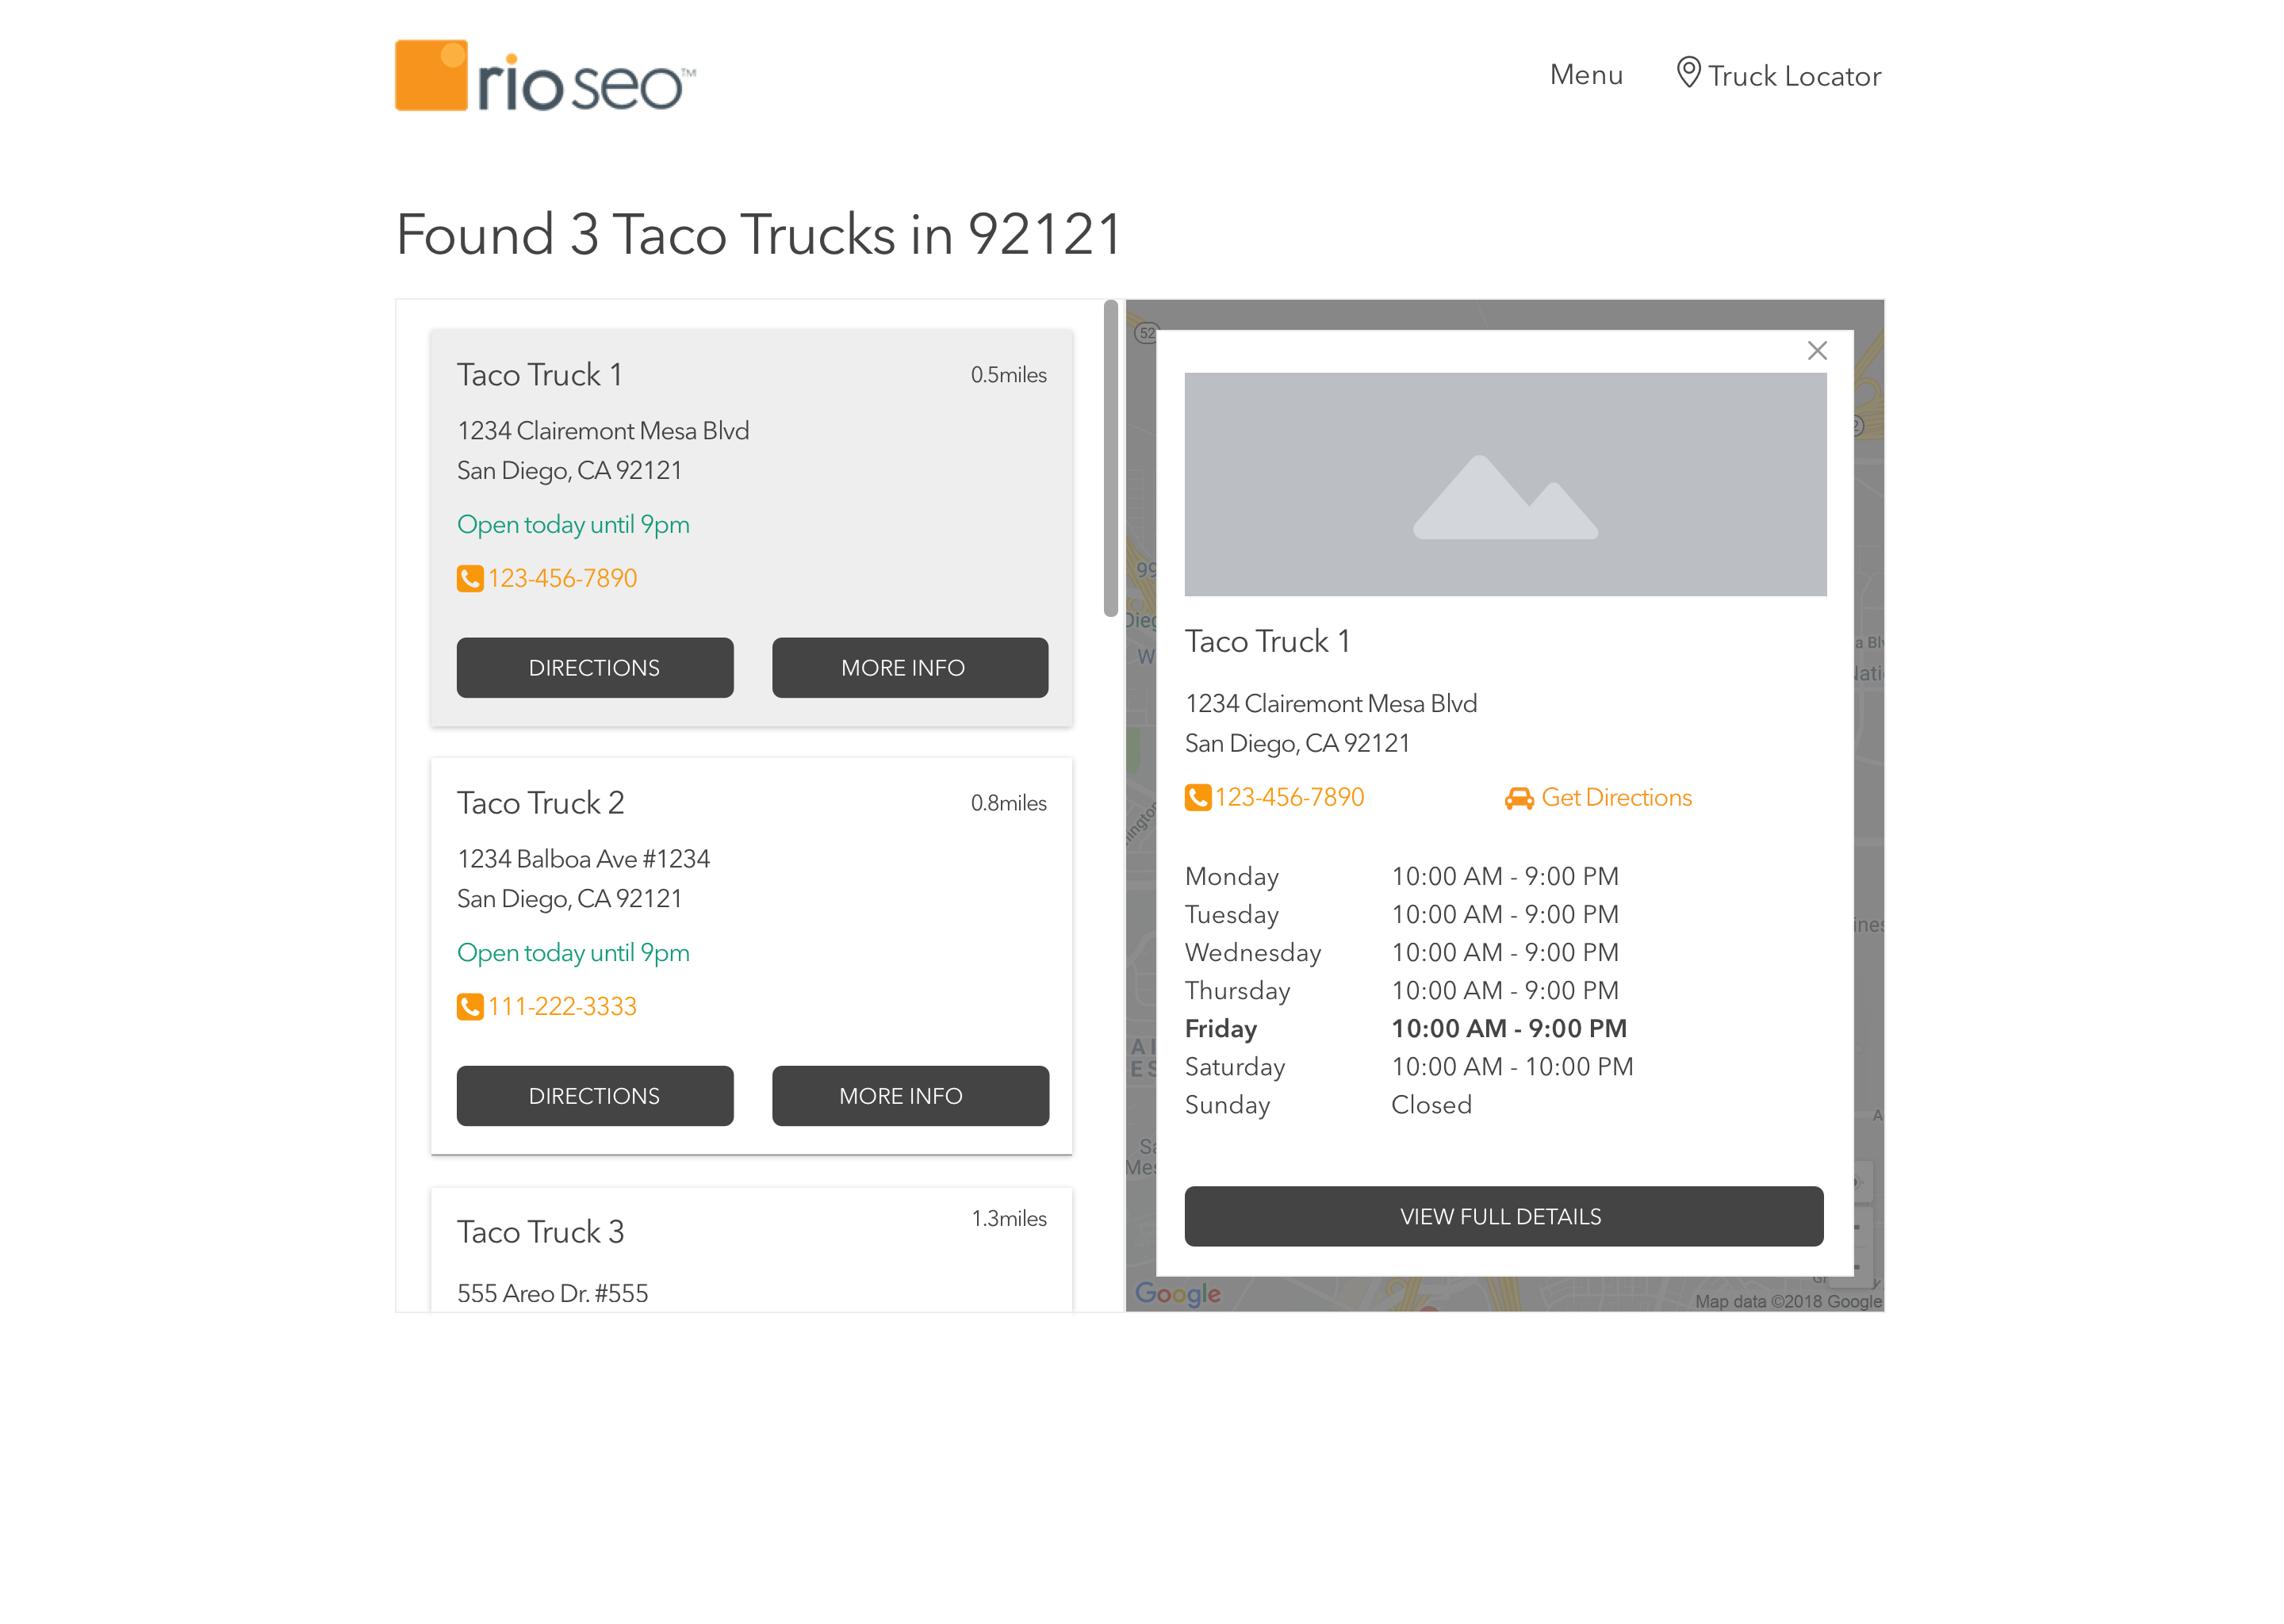 rio seo™
Menu
Truck Locator
Found 3 Taco Trucks in 92121
Taco Truck 1
0.5miles
1234 Clairemont Mesa Blvd
San Diego, CA 92121
Open today until 9pm
123-456-7890
DIRECTIONS
MORE INFO
Taco Truck 2
0.8miles
1234 Balboa Ave #1234
San Diego, CA 92121
Open today until 9pm
111-222-3333
DIRECTIONS
MORE INFO
Taco Truck 3
1.3miles
555 Areo Dr. #555
52
Taco Truck 1
1234 Clairemont Mesa Blvd
San Diego, CA 92121
123-456-7890
Get Directions
Monday 10:00 AM - 9:00 PM
Tuesday 10:00 AM - 9:00 PM
Wednesday 10:00 AM - 9:00 PM
Thursday 10:00 AM - 9:00 PM
Friday 10:00 AM - 9:00 PM
Saturday 10:00 AM - 10:00 PM
Sunday Closed
VIEW FULL DETAILS
Google
Map data ©2018 Google